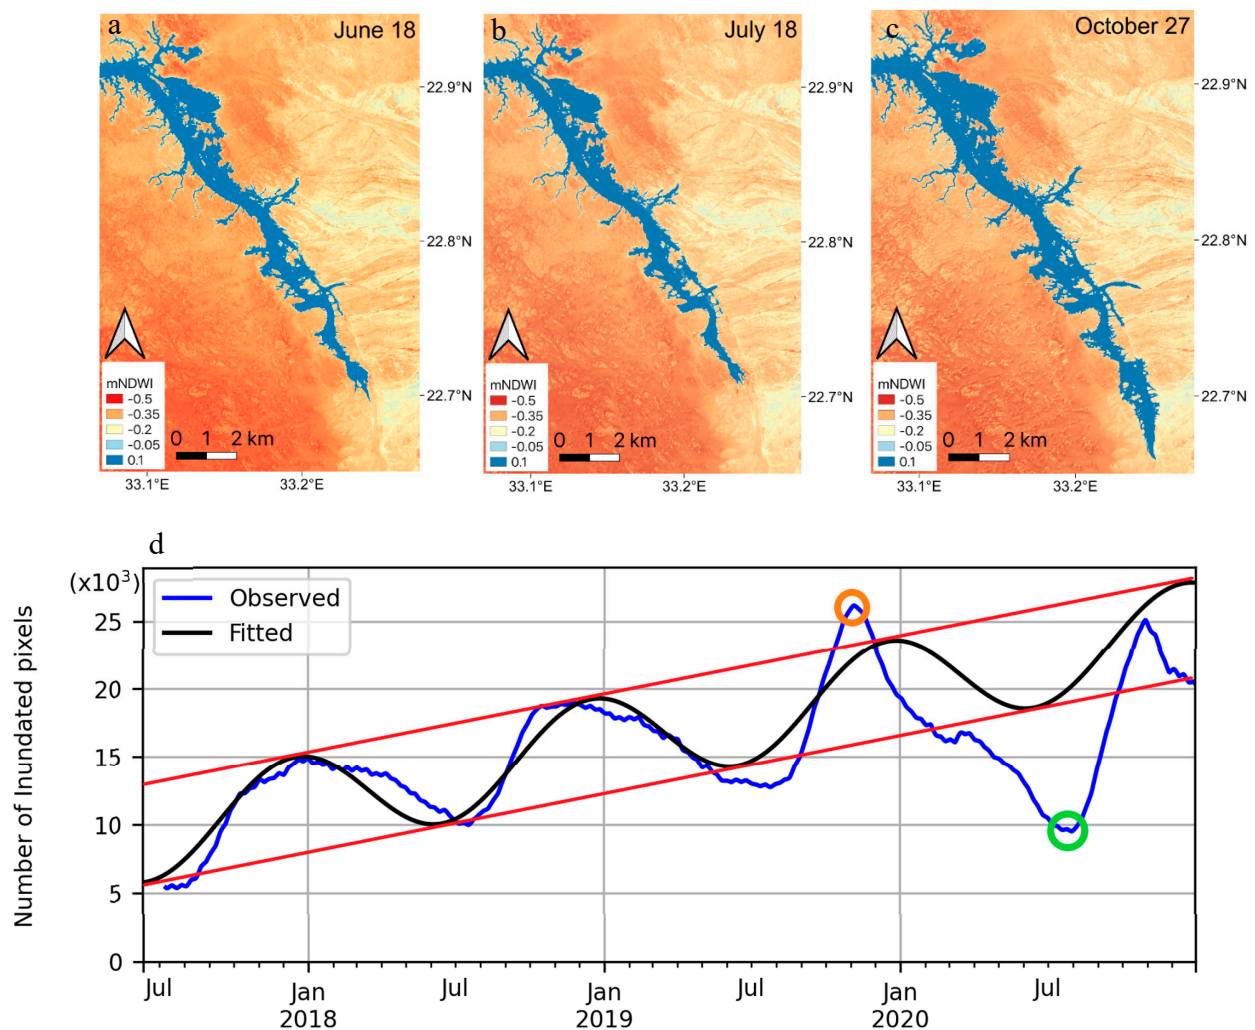 a
June 18
22.9°N
22.8°N
22.7°N
mNDWI
-0.5
-0.35
-0.2
-0.05
0.1
0 1 2 km
33.1°E 33.2°E
b
July 18
22.9°N
22.8°N
22.7°N
mNDWI
-0.5
-0.35
-0.2
-0.05
0.1
0 1 2 km
33.1°E 33.2°E
c
October 27
22.9°N
22.8°N
22.7°N
mNDWI
-0.5
-0.35
-0.2
-0.05
0.1
0 1 2 km
33.1°E 33.2°E
d
(x10³)
Observed
Fitted
Number of Inundated pixels
25
20
15
10
5
0
Jul Jan Jul Jan Jul Jan Jul
2018 2019 2020